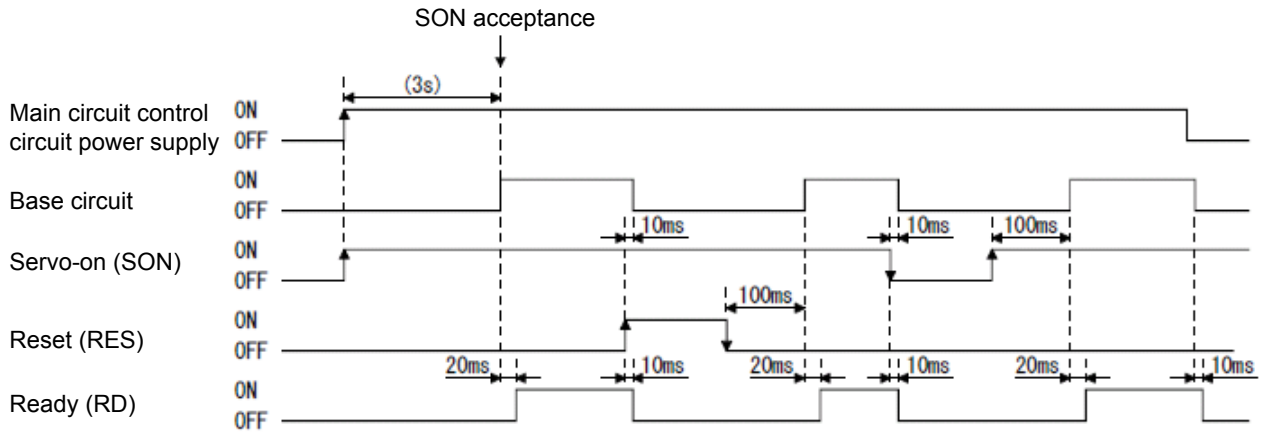 SON acceptance
(3s)
Main circuit control
circuit power supply
ON
OFF
Base circuit
ON
OFF
10ms
10ms
100ms
Servo-on (SON)
ON
OFF
100ms
Reset (RES)
ON
OFF
20ms
10ms
20ms
10ms
20ms
10ms
Ready (RD)
ON
OFF